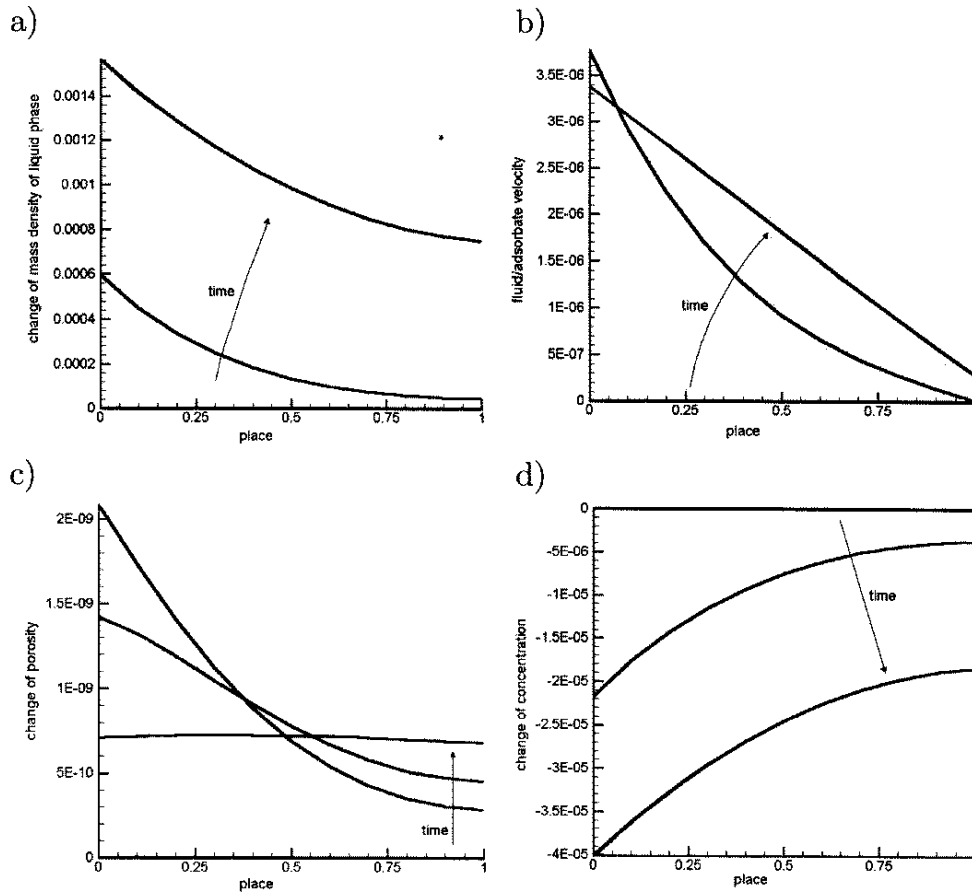 a)
change of mass density of liquid phase
0.0014
0.0012
0.001
0.0008
0.0006
0.0004
0.0002
0
time
0
0.25
0.5
0.75
1
place
b)
fluid/adsorbate velocity
3.5E-06
3E-06
2.5E-06
2E-06
1.5E-06
1E-06
5E-07
0
time
0
0.25
0.5
0.75
place
c)
change of porosity
2E-09
1.5E-09
1E-09
5E-10
0
time
0
0.25
0.5
0.75
1
place
d)
change of concentration
0
-5E-06
-1E-05
-1.5E-05
-2E-05
-2.5E-05
-3E-05
-3.5E-05
-4E-05
time
0
0.25
0.5
0.75
place